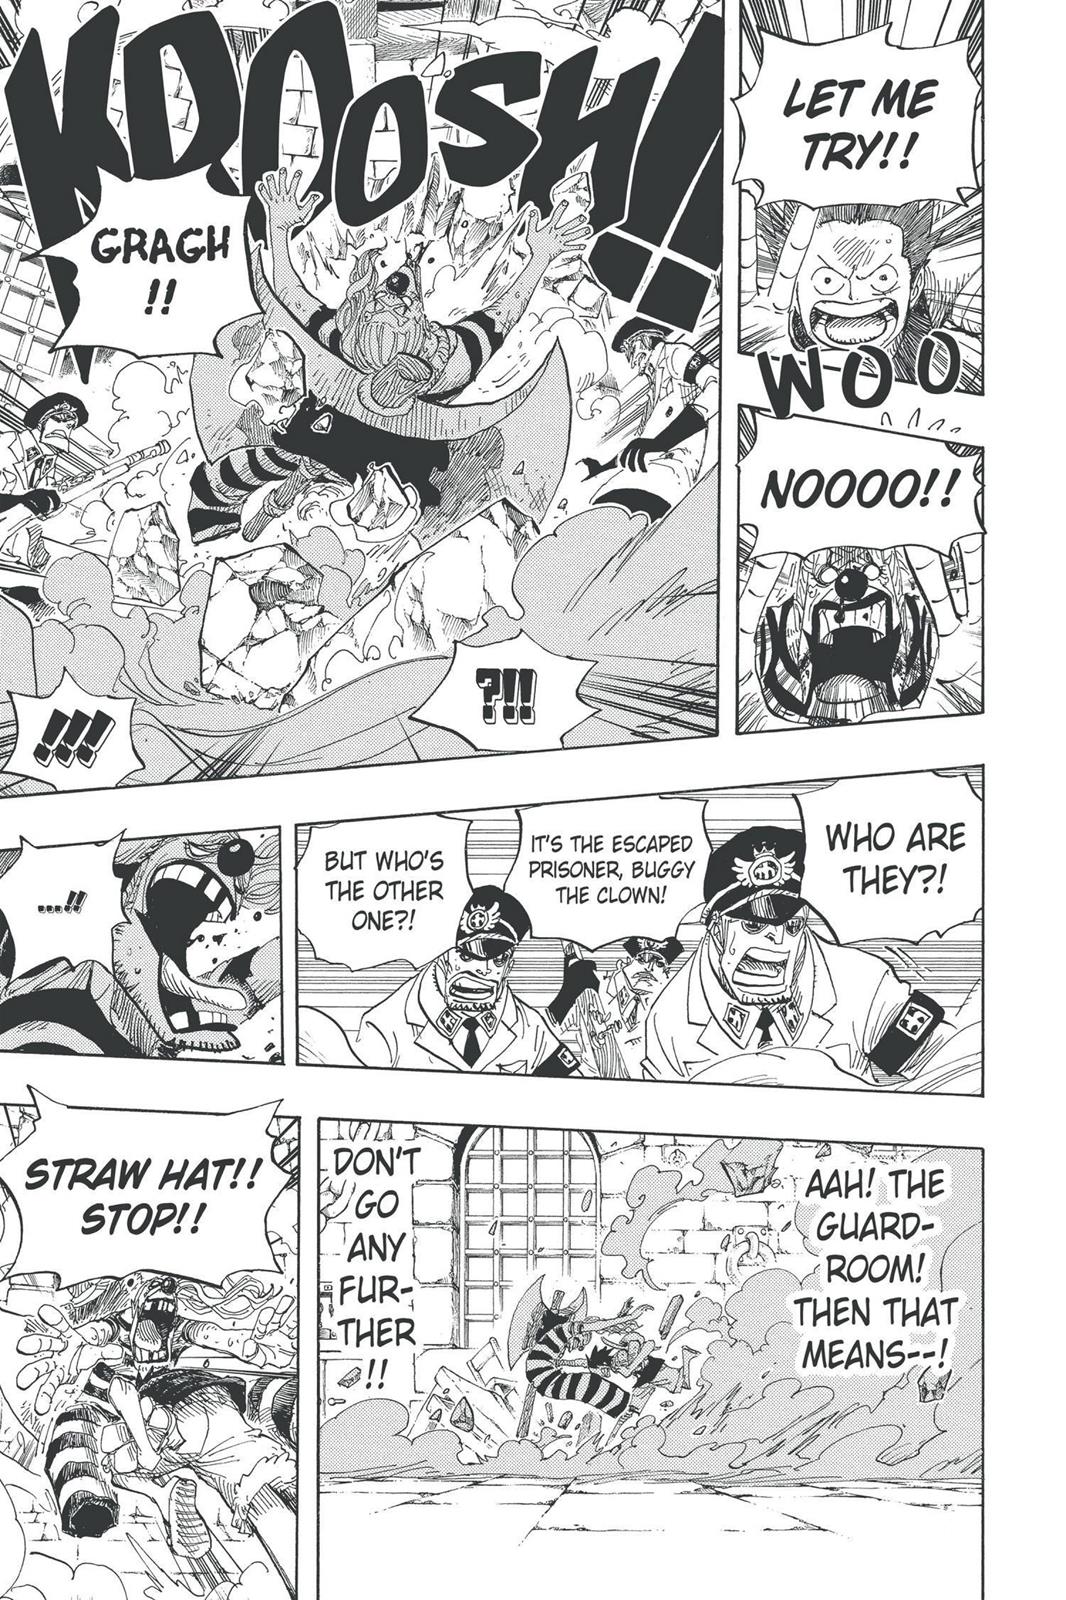 LET ME
TRY!!
WOO
NOOOO!!
KDOOOSH!!
GRAGH
!!
?!!
!!!
WHO ARE
THEY?!
IT'S THE ESCAPED
PRISONER, BUGGY
THE CLOWN!
BUT WHO'S
THE OTHER
ONE?!
....!!
AAH! THE
GUARD-
ROOM!
THEN THAT
MEANS--!
DON'T
GO
ANY
FUR-
THER
!!
STRAW HAT!!
STOP!!